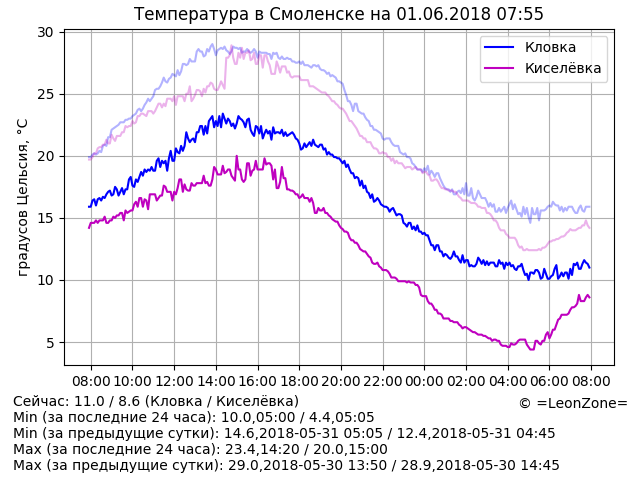 Температура в Смоленске на 01.06.2018 07:55
градусов Цельсия, °C
30
25
20
15
10
5
Кловка
Киселёвка
08:00 10:00 12:00 14:00 16:00 18:00 20:00 22:00 00:00 02:00 04:00 06:00 08:00
Сейчас: 11.0 / 8.6 (Кловка / Киселёвка)
© =LeonZone=
Min (за последние 24 часа): 10.0,05:00 / 4.4,05:05
Min (за предыдущие сутки): 14.6,2018-05-31 05:05 / 12.4,2018-05-31 04:45
Max (за последние 24 часа): 23.4,14:20 / 20.0,15:00
Max (за предыдущие сутки): 29.0,2018-05-30 13:50 / 28.9,2018-05-30 14:45